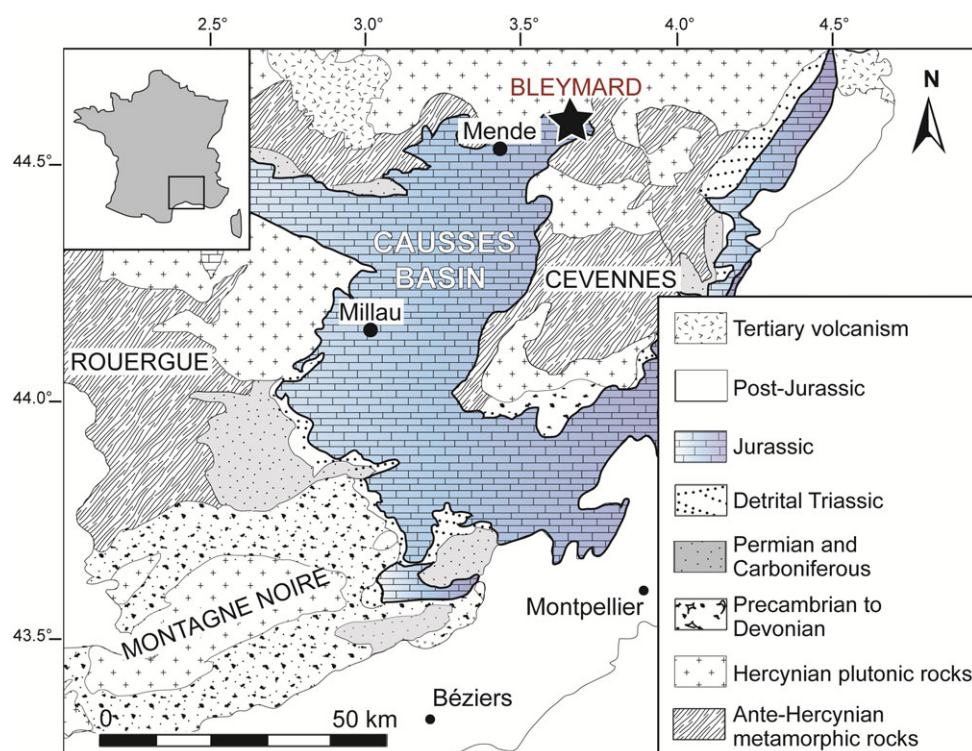 2.5°
3.0°
3.5°
4.0°
4.5°
BLEYMARD
N
Mende
44.5°
CAUSSES
BASIN
CEVENNES
Millau
Tertiary volcanism
ROUERGUE
Post-Jurassic
44.0°
Jurassic
Detrital Triassic
Permian and
Carboniferous
MONTAGNE NOIRE
Montpellier
Precambrian to
Devonian
43.5°
Hercynian plutonic rocks
0
50 km
Béziers
Ante-Hercynian
metamorphic rocks